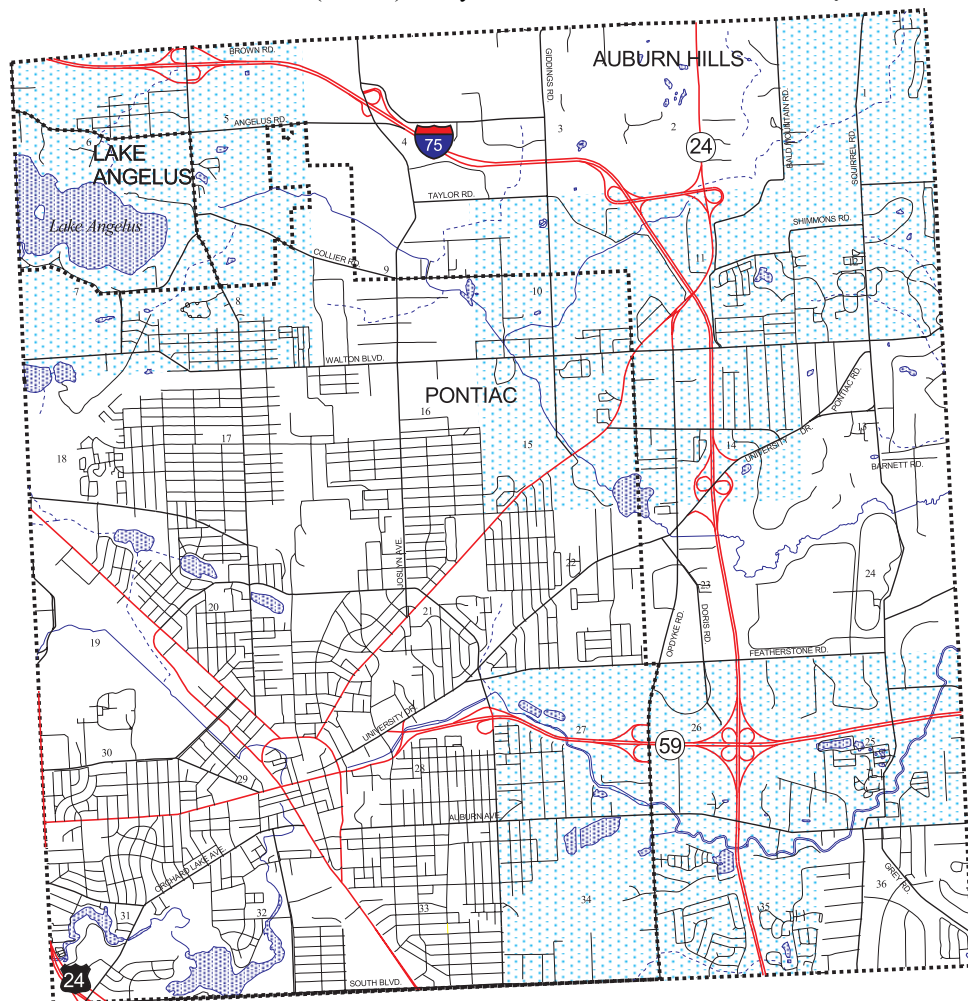 BROWN RD.
GIDDINGS RD.
AUBURN HILLS
BALD MOUNTAIN RD.
1
SQUIRREL RD.
5
ANGELUS RD.
6
4
3
2
75
24
LAKE
ANGELUS
TAYLOR RD.
SHIMMONS RD.
Lake Angelus
COLLIER RD.
9
10
11
12
7
8
WALTON BLVD.
PONTIAC
PONTIAC RD.
16
17
15
18
14
UNIVERSITY DR.
13
BARNETT RD.
JOSLYN AVE.
22
20
21
23
24
19
OPDYKE RD.
DORIS RD.
FEATHERSTONE RD.
UNIVERSITY DR.
27
26
59
25
30
29
28
AUBURN AVE.
ORCHARD LAKE AVE.
GREY RD.
36
31
32
33
34
35
24
SOUTH BLVD.